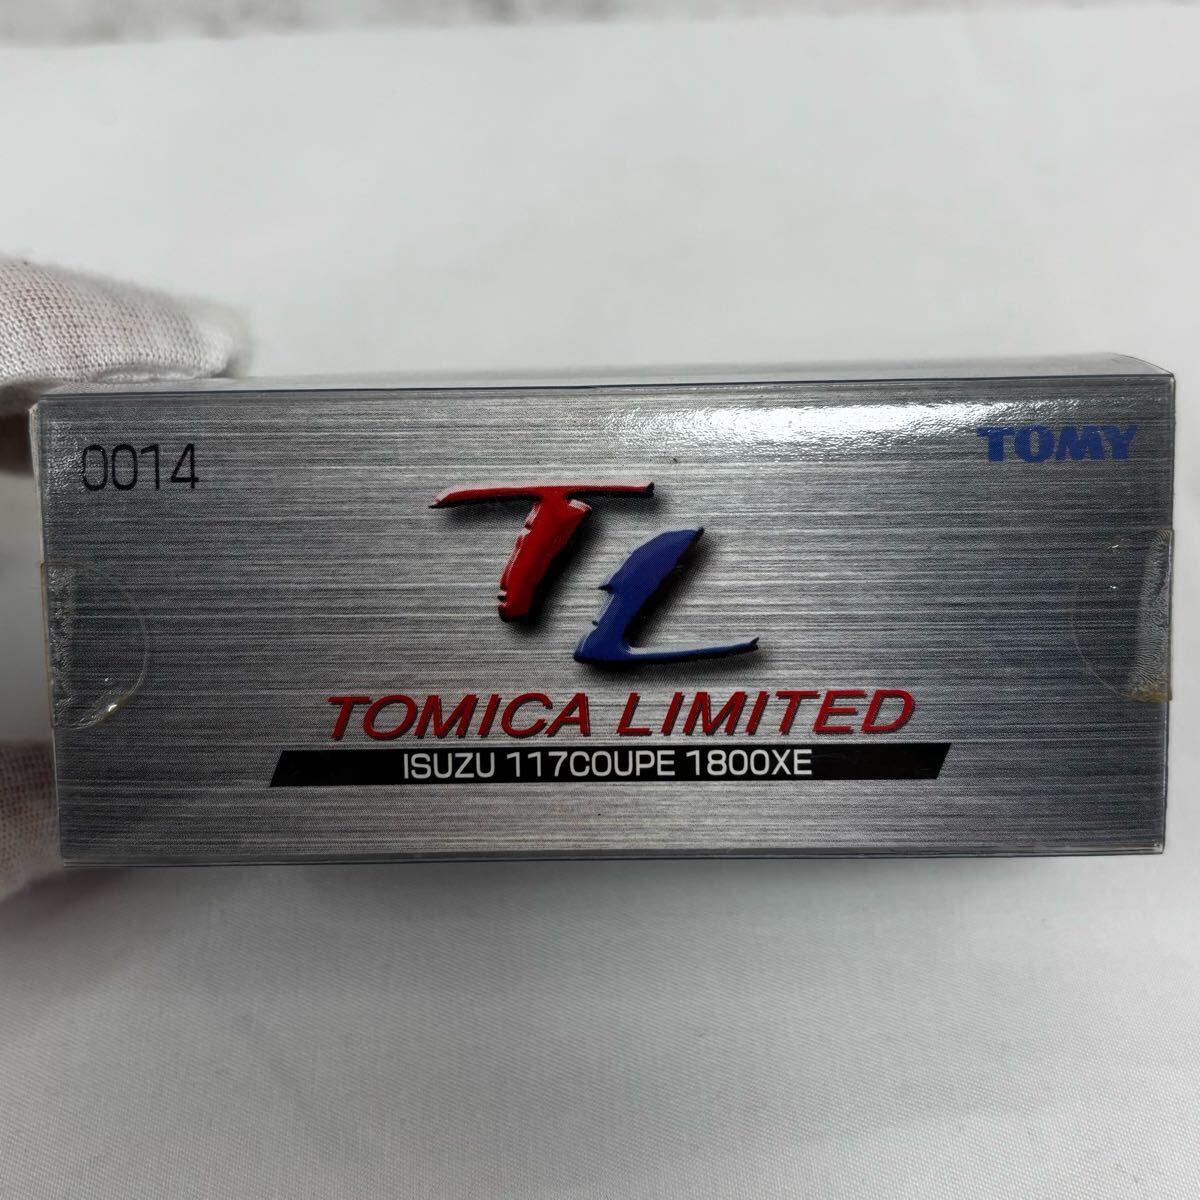 0014
TOMY
TL
TOMICA LIMITED
ISUZU 117COUPE 1800XE